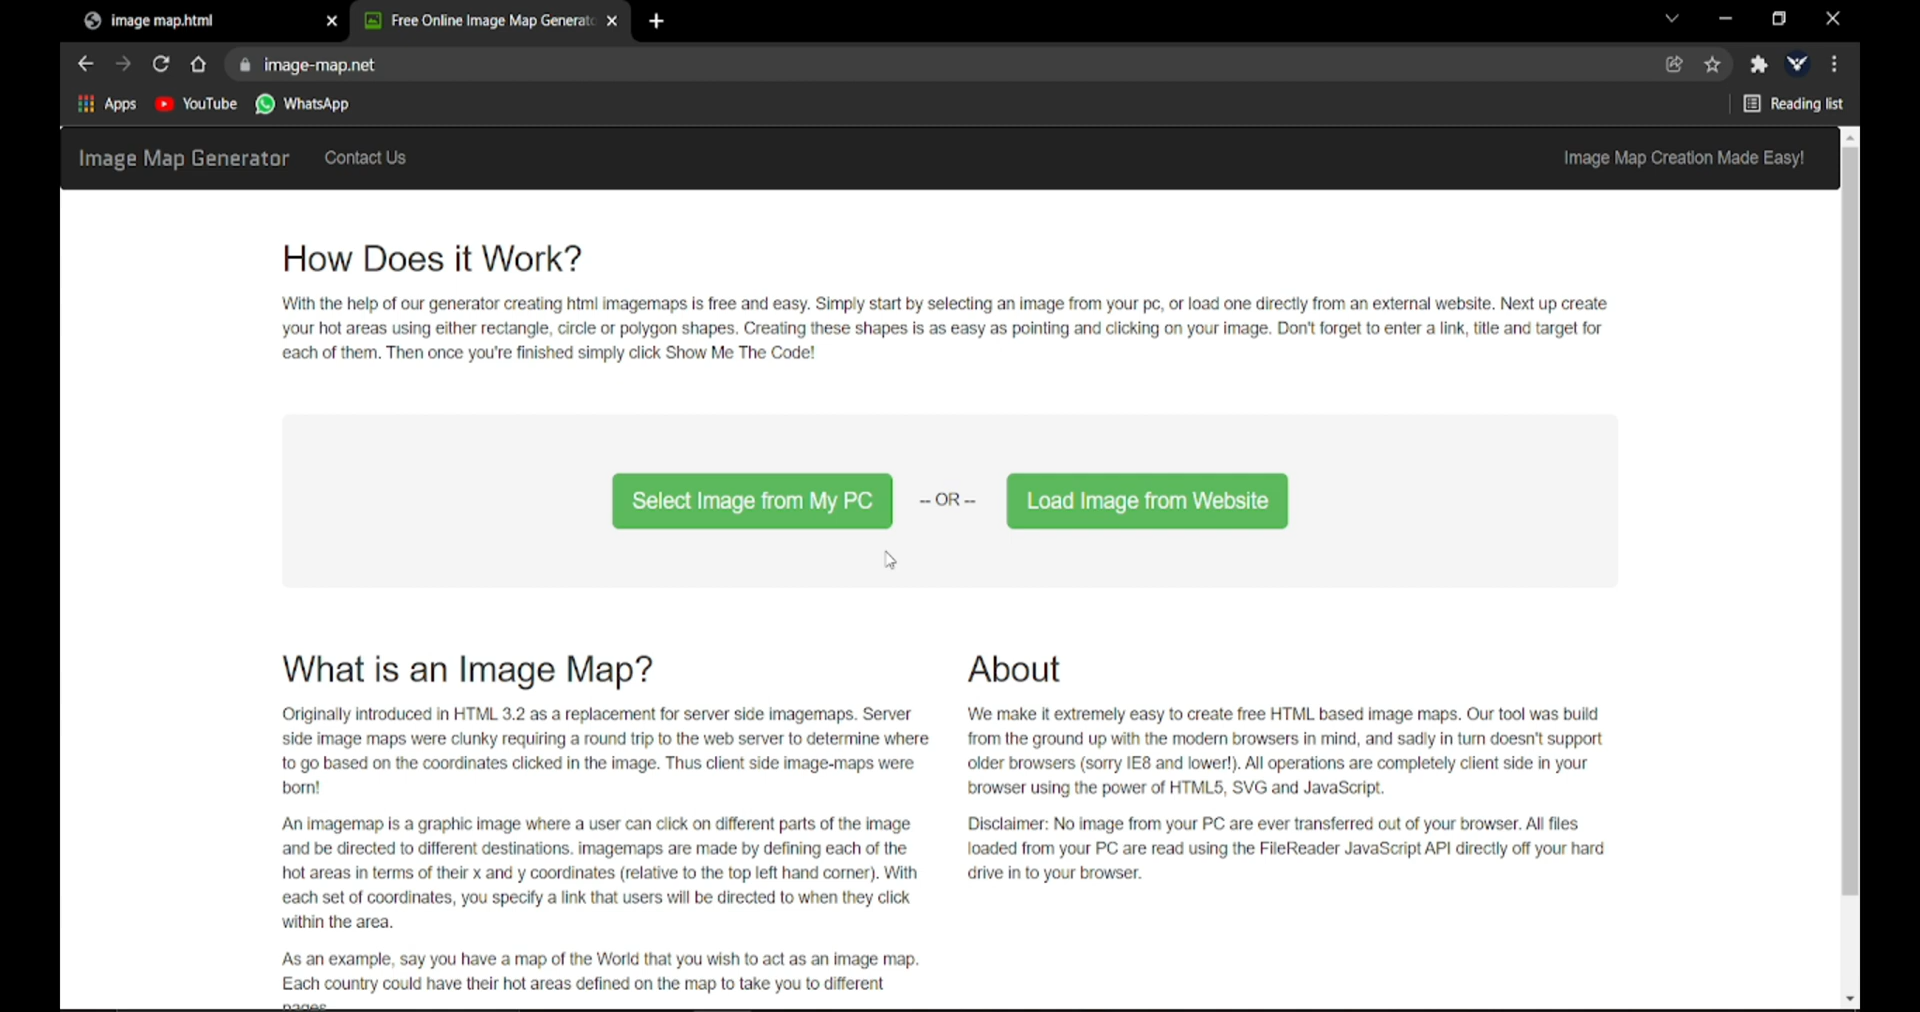 image map.html
Free Online Image Map Generato
image-map.net
Apps YouTube WhatsApp Reading list
Image Map Generator Contact Us Image Map Creation Made Easy!
How Does it Work?
With the help of our generator creating html imagemaps is free and easy. Simply start by selecting an image from your pc, or load one directly from an external website. Next up create
your hot areas using either rectangle, circle or polygon shapes. Creating these shapes is as easy as pointing and clicking on your image. Don't forget to enter a link, title and target for
each of them. Then once you're finished simply click Show Me The Code!
Select Image from My PC -- OR -- Load Image from Website
What is an Image Map?
Originally introduced in HTML 3.2 as a replacement for server side imagemaps. Server
side image maps were clunky requiring a round trip to the web server to determine where
to go based on the coordinates clicked in the image. Thus client side image-maps were
born!
An imagemap is a graphic image where a user can click on different parts of the image
and be directed to different destinations. imagemaps are made by defining each of the
hot areas in terms of their x and y coordinates (relative to the top left hand corner). With
each set of coordinates, you specify a link that users will be directed to when they click
within the area.
As an example, say you have a map of the World that you wish to act as an image map.
Each country could have their hot areas defined on the map to take you to different
pages.
About
We make it extremely easy to create free HTML based image maps. Our tool was build
from the ground up with the modern browsers in mind, and sadly in turn doesn't support
older browsers (sorry IE8 and lower!). All operations are completely client side in your
browser using the power of HTML5, SVG and JavaScript.
Disclaimer: No image from your PC are ever transferred out of your browser. All files
loaded from your PC are read using the FileReader JavaScript API directly off your hard
drive in to your browser.